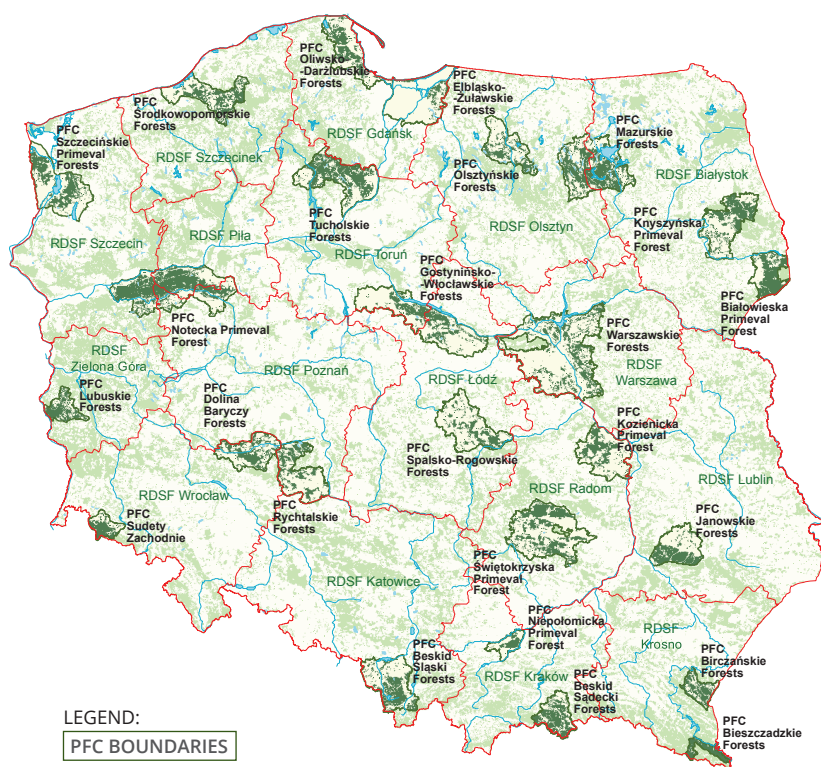 PFC
Oliwsko
-Darżlubskie
Forests
PFC
Elbląsko-
-Żuławskie
Forests
PFC
Środkowopomorskie
Forests
PFC
Szczecińskie
Primeval
Forests
PFC
Mazurskie
Forests
RDSF Gdańsk
RDSF Szczecinek
PFC
Olsztyńskie
Forests
RDSF Białystok
PFC
Tucholskie
Forests
RDSF Olsztyn
PFC
Knyszyńska
Primeval
Forest
RDSF Szczecin
RDSF Piła
RDSF Toruń
PFC
Gostynińsko-
-Włocławskie
Forests
PFC
Białowieska
Primeval
Forest
PFC
Notecka Primeval
Forest
PFC
Warszawskie
Forests
RDSF
Zielona Góra
RDSF Poznań
RDSF Łódź
RDSF
Warszawa
PFC
Lubuskie
Forests
PFC
Dolina
Baryczy
Forests
PFC
Kozienicka
Primeval
Forest
PFC
Spalsko-Rogowskie
Forests
RDSF Wrocław
RDSF Radom
RDSF Lublin
PFC
Rychtalskie
Forests
PFC
Sudety
Zachodnie
PFC
Janowskie
Forests
PFC
Świętokrzyska
Primeval
Forest
RDSF Katowice
PFC
Niepołomicka
Primeval
Forest
RDSF
Krosno
PFC
Beskid
Śląski
Forests
PFC
Birczańskie
Forests
RDSF Kraków
PFC
Beskid
Sądecki
Forests
PFC
Bieszczadzkie
Forests
LEGEND:
PFC BOUNDARIES